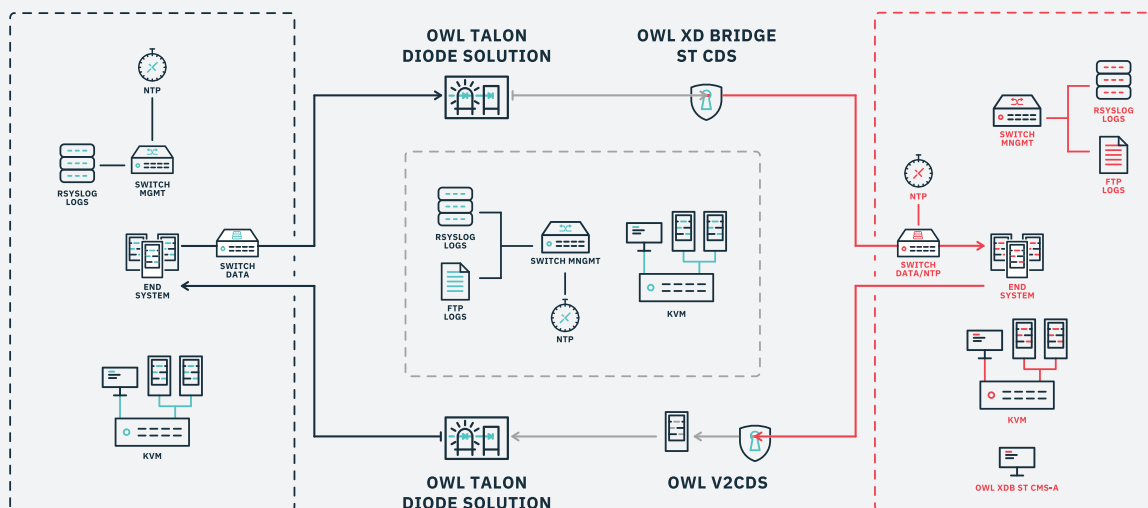 OWL TALON
DIODE SOLUTION
OWL XD BRIDGE
ST CDS
NTP
RSYSLOG
LOGS
SWITCH
MGMT
SWITCH
DATA
END
SYSTEM
KVM
RSYSLOG
LOGS
SWITCH MNGMT
FTP
LOGS
NTP
KVM
SWITCH
MNGMT
RSYSLOG
LOGS
FTP
LOGS
NTP
SWITCH
DATA/NTP
END
SYSTEM
KVM
OWL XDB ST CMS-A
OWL TALON
DIODE SOLUTION
OWL V2CDS